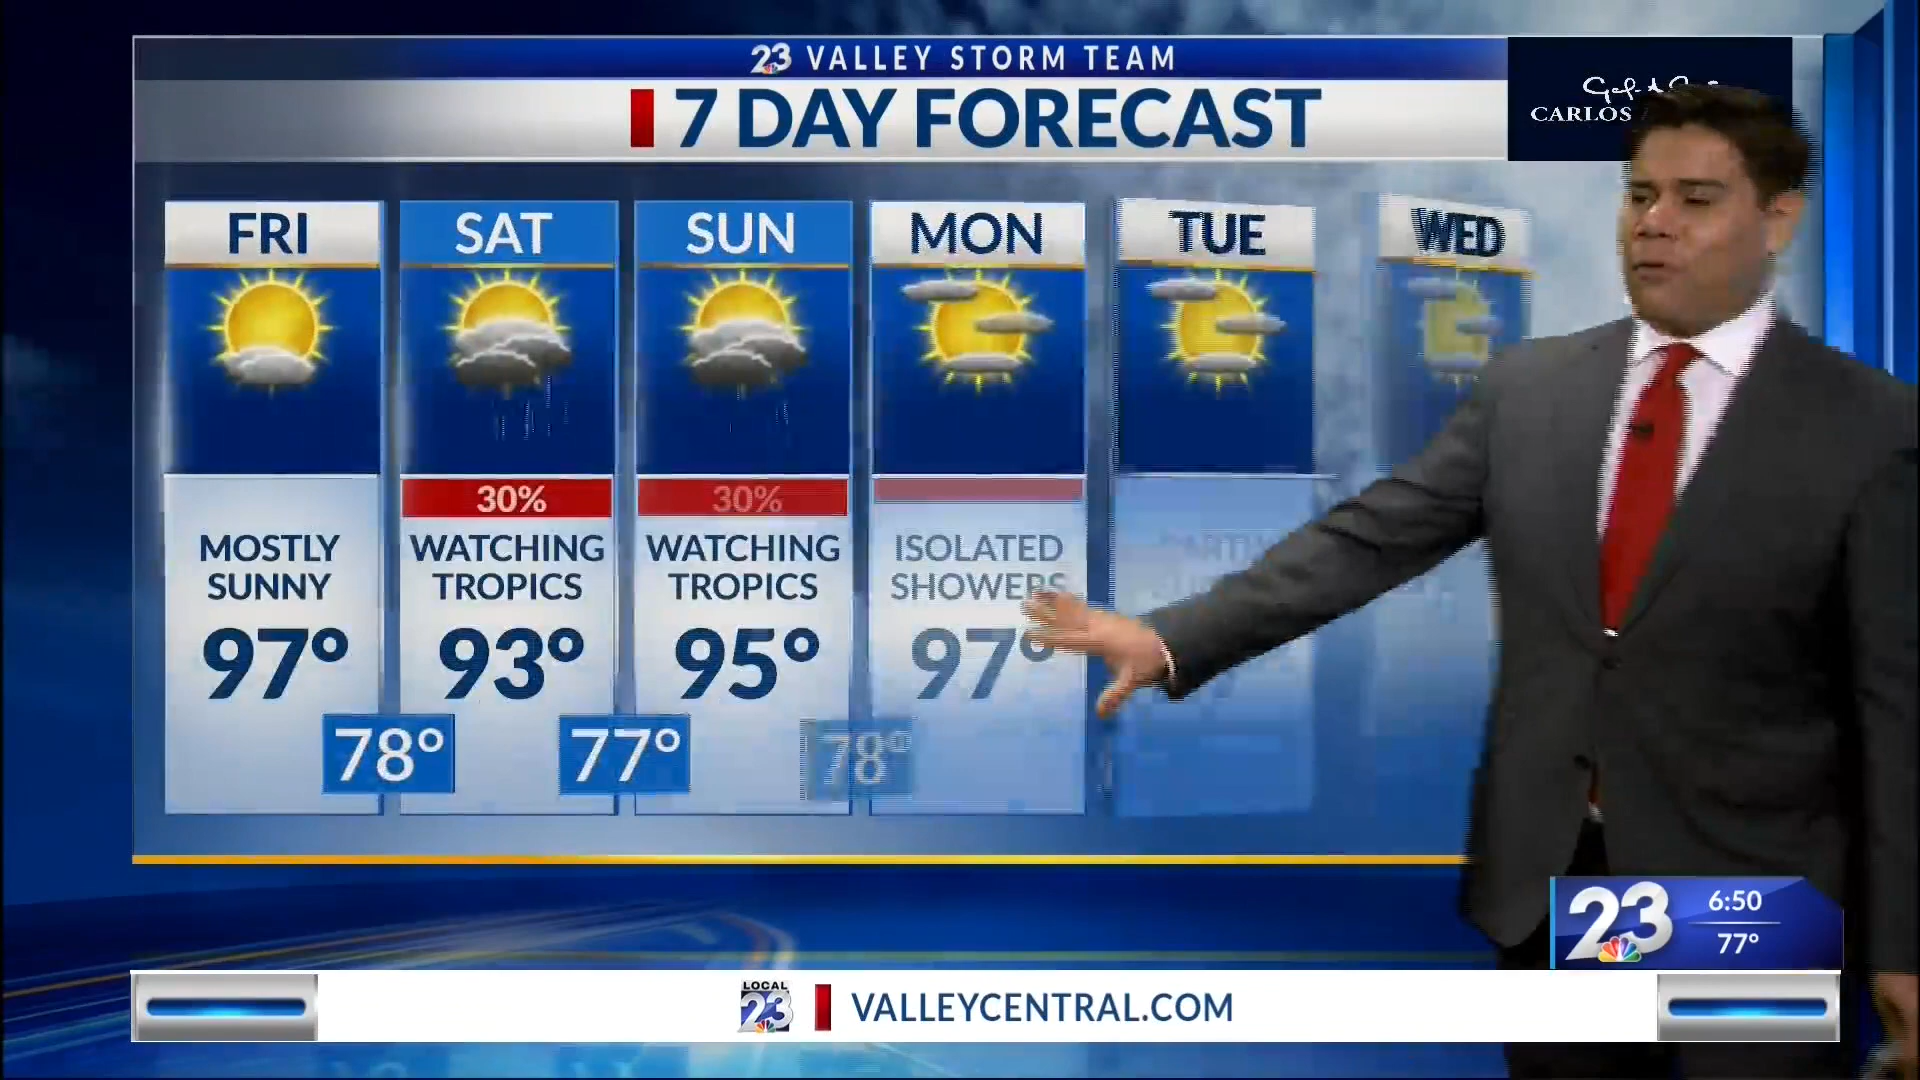 23 VALLEY STORM TEAM
7 DAY FORECAST
CARLOS
FRI
SAT
SUN
MON
TUE
WED
30%
30%
MOSTLY
SUNNY
WATCHING
TROPICS
WATCHING
TROPICS
ISOLATED
SHOWERS
97°
93°
95°
97°
78°
77°
78°
23
6:50
77°
LOCAL
23
VALLEYCENTRAL.COM